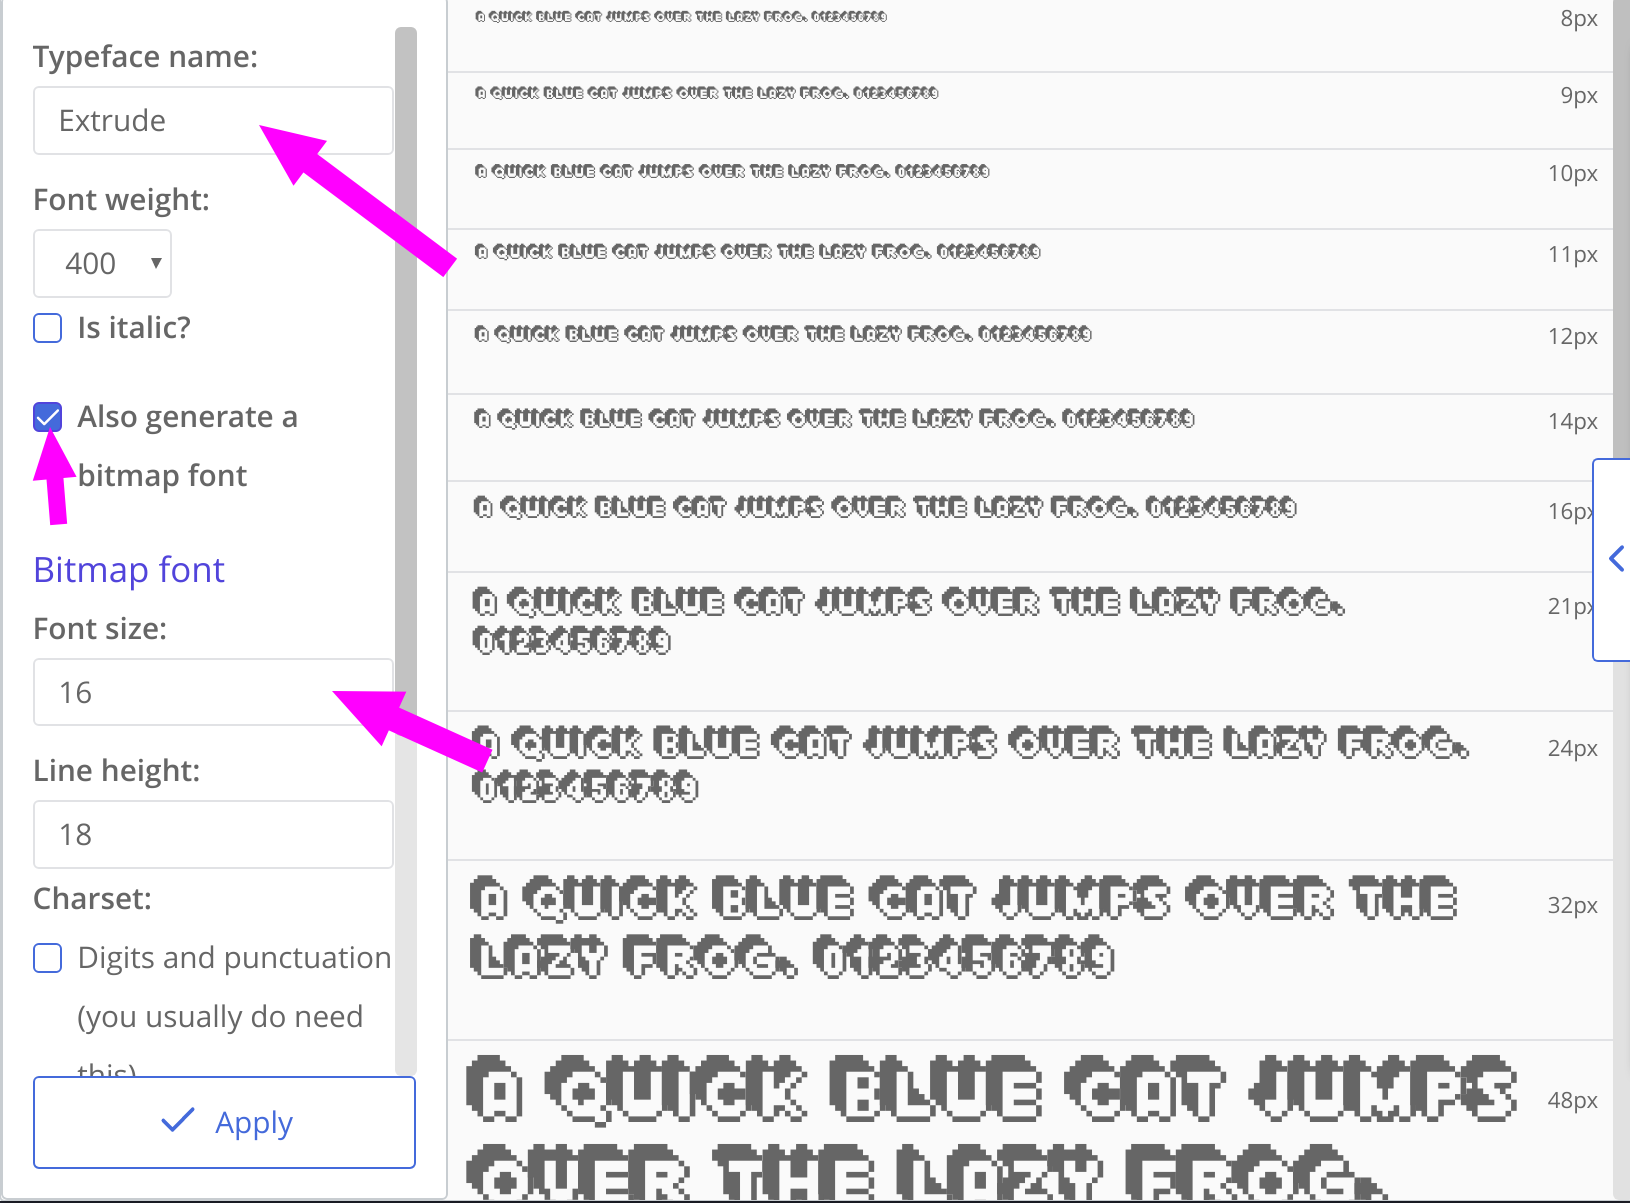 Typeface name:
Extrude
Font weight:
400
Is italic?
Also generate a
bitmap font
Bitmap font
Font size:
16
Line height:
18
Charset:
Digits and punctuation
(you usually do need
this)
Apply
A QUICK BLUE CAT JUMPS OVER THE LAZY FROG. 0123456789
8px
A QUICK BLUE CAT JUMPS OVER THE LAZY FROG. 0123456789
9px
A QUICK BLUE CAT JUMPS OVER THE LAZY FROG. 0123456789
10px
A QUICK BLUE CAT JUMPS OVER THE LAZY FROG. 0123456789
11px
A QUICK BLUE CAT JUMPS OVER THE LAZY FROG. 0123456789
12px
A QUICK BLUE CAT JUMPS OVER THE LAZY FROG. 0123456789
14px
A QUICK BLUE CAT JUMPS OVER THE LAZY FROG. 0123456789
16px
A QUICK BLUE CAT JUMPS OVER THE LAZY FROG.
0123456789
21px
A QUICK BLUE CAT JUMPS OVER THE LAZY FROG.
0123456789
24px
A QUICK BLUE CAT JUMPS OVER THE
LAZY FROG. 0123456789
32px
A QUICK BLUE CAT JUMPS
OVER THE LAZY FROG.
48px